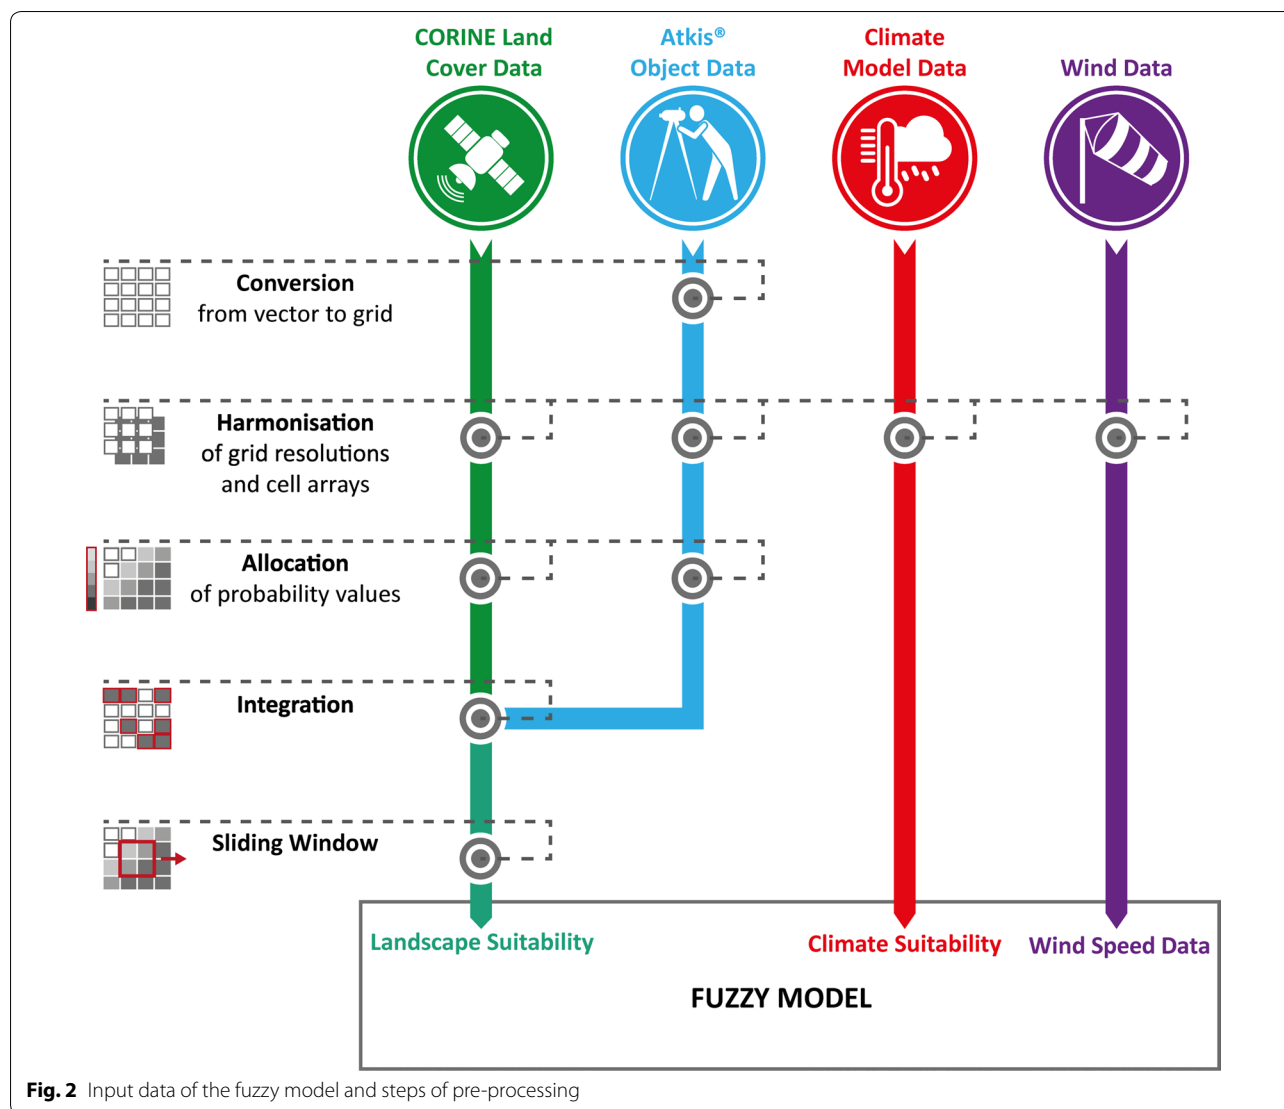 CORINE Land
Cover Data
Atkis®
Object Data
Climate
Model Data
Wind Data
Conversion
from vector to grid
Harmonisation
of grid resolutions
and cell arrays
Allocation
of probability values
Integration
Sliding Window
Landscape Suitability
Climate Suitability
Wind Speed Data
FUZZY MODEL
Fig. 2 Input data of the fuzzy model and steps of pre-processing